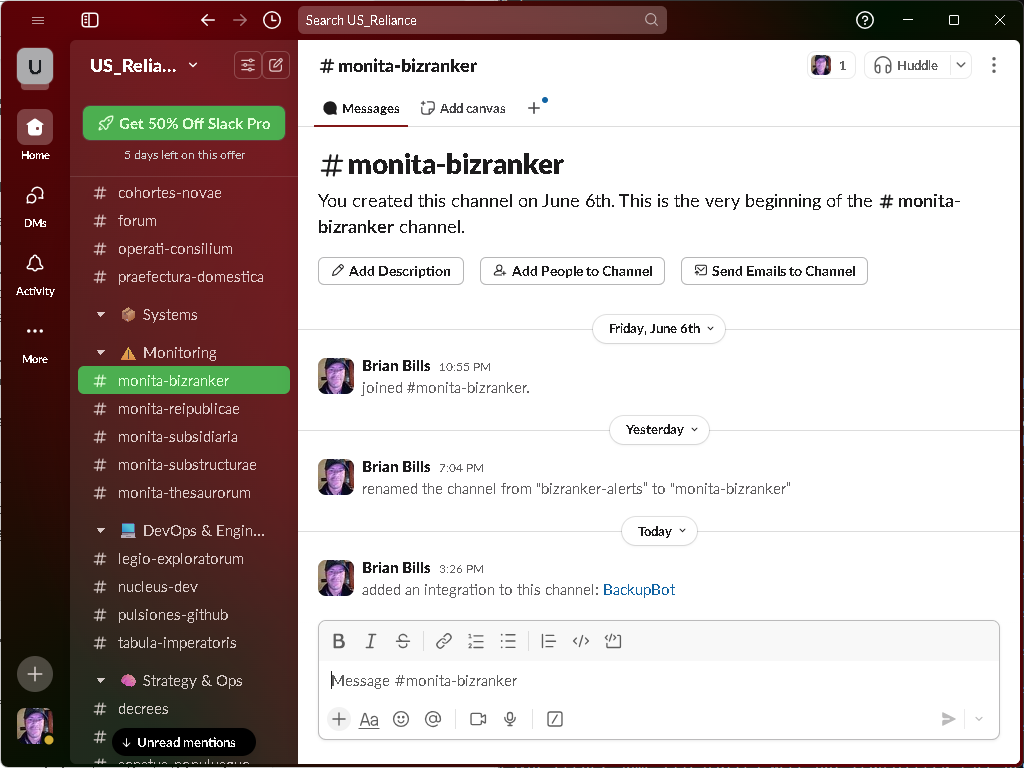 Search US_Reliance
U
US_Relia...
Get 50% Off Slack Pro
5 days left on this offer
Home
DMs
Activity
More
# cohortes-novae
# forum
# operati-consilium
# praefectura-domestica
Systems
Monitoring
# monita-bizranker
# monita-reipublicae
# monita-subsidiaria
# monita-substructurae
# monita-thesaurorum
DevOps & Engin...
# legio-exploratorum
# nucleus-dev
# pulsiones-github
# tabula-imperatoris
Strategy & Ops
# decrees
#
↓ Unread mentions
# monita-bizranker
1
Huddle
Messages
Add canvas
# monita-bizranker
You created this channel on June 6th. This is the very beginning of the # monita-
bizranker channel.
Add Description
Add People to Channel
Send Emails to Channel
Friday, June 6th
Brian Bills 10:55 PM
joined #monita-bizranker.
Yesterday
Brian Bills 7:04 PM
renamed the channel from "bizranker-alerts" to "monita-bizranker"
Today
Brian Bills 3:26 PM
added an integration to this channel: BackupBot
B I S
Message #monita-bizranker
Aa